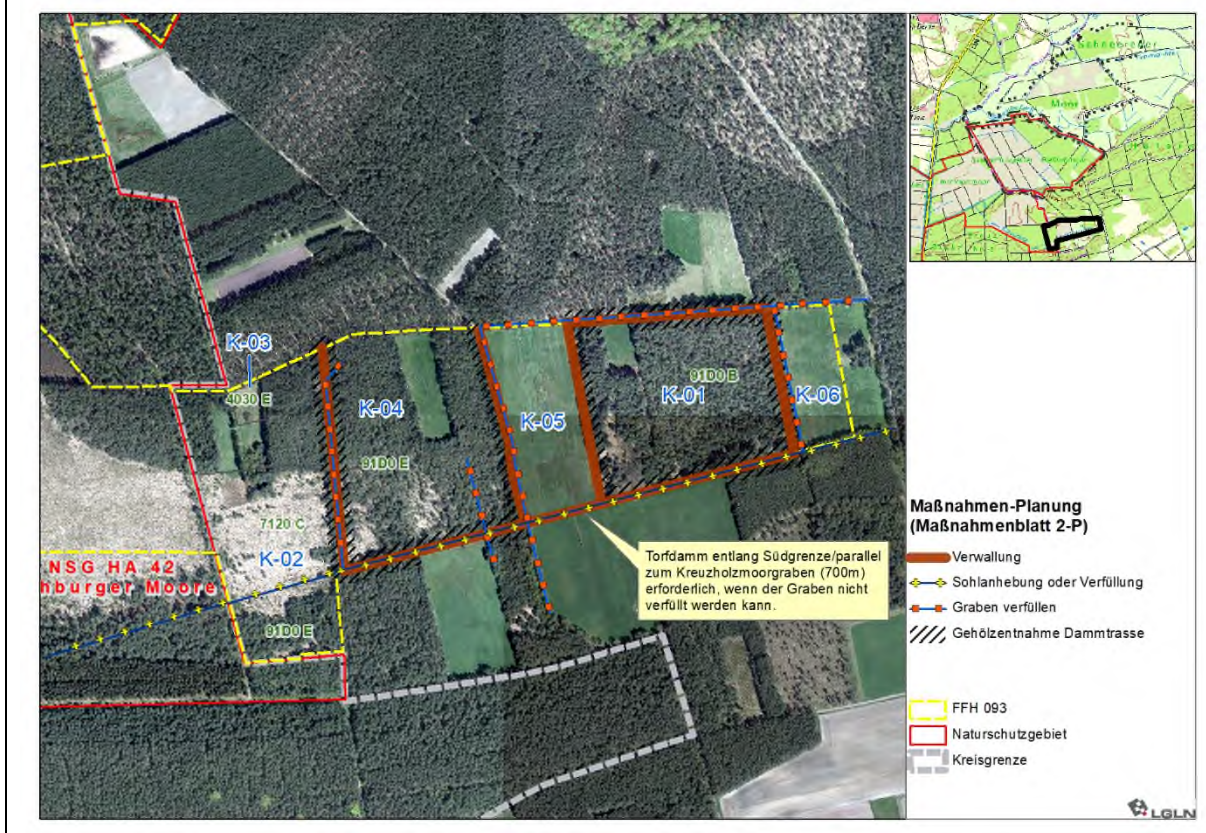 K-03
4030 E
K-04
91D0 E
K-05
91D0 B
K-01
K-06
7120 C
K-02
NSG HA 42
hburger Moore
91D0 E
Torfdamm entlang Südgrenze/parallel
zum Kreuzholzmoorgraben (700m)
erforderlich, wenn der Graben nicht
verfüllt werden kann.
Moor
Maßnahmen-Planung
(Maßnahmenblatt 2-P)
Verwallung
Sohlanhebung oder Verfüllung
Graben verfüllen
Gehölzentnahme Dammtrasse
FFH 093
Naturschutzgebiet
Kreisgrenze
LGLN